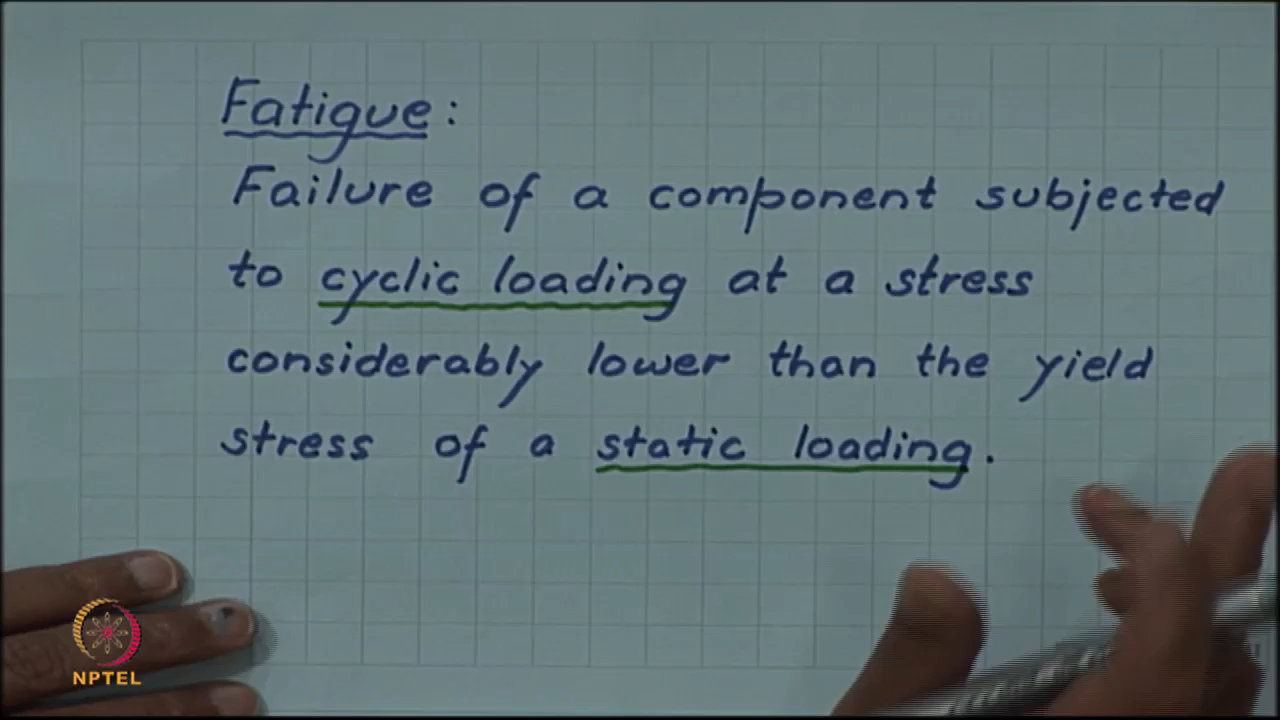 Fatigue:
Failure of a component subjected
to cyclic loading at a stress
considerably lower than the yield
stress of a static loading.
NPTEL